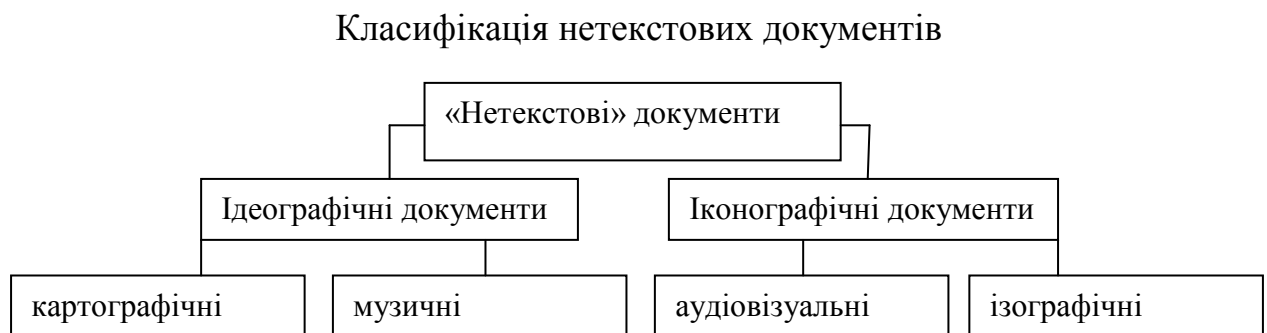 Класифікація нетекстових документів
«Нетекстові» документи
Ідеографічні документи
Іконографічні документи
картографічні
музичні
аудіовізуальні
ізографічні